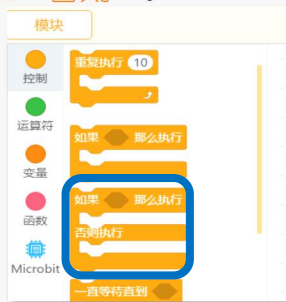 模块
控制
运算符
变量
函数
Microbit
重复执行 10
如果 那么执行
如果 那么执行
否则执行
一直等待直到